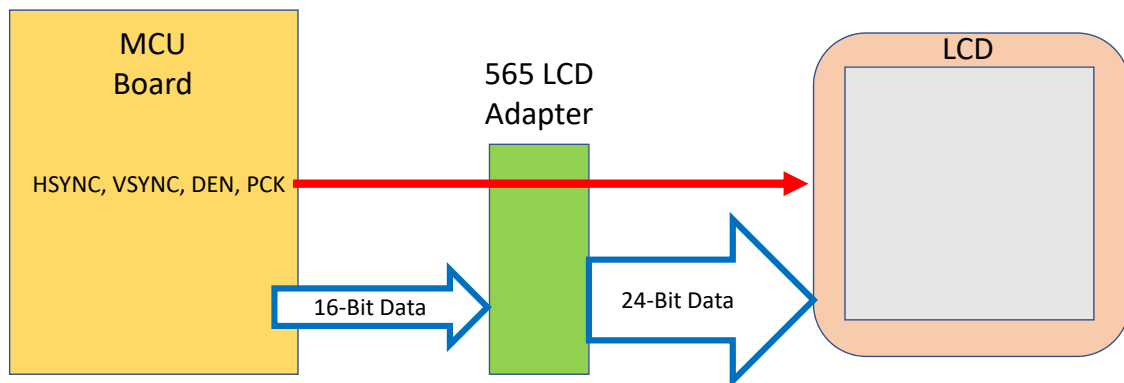 MCU
Board
565 LCD
Adapter
LCD
HSYNC, VSYNC, DEN, PCK
16-Bit Data
24-Bit Data